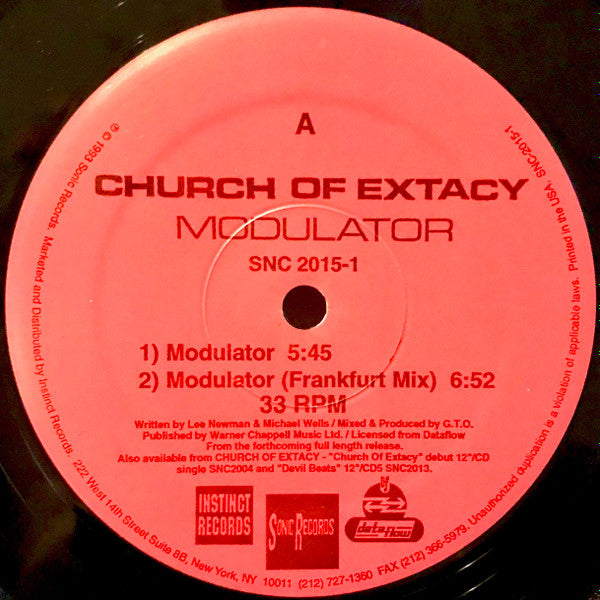 A
CHURCH OF EXTACY
MODULATOR
SNC 2015-1
1) Modulator 5:45
2) Modulator (Frankfurt Mix) 6:52
33 RPM
Written by Lee Newman & Michael Wells / Mixed & Produced by G.T.O.
Published by Warner Chappell Music Ltd. / Licensed from Dataflow
From the forthcoming full length release.
Also available from CHURCH OF EXTACY - "Church Of Extacy" debut 12"/CD
single SNC2004 and "Devil Beats" 12"/CD5 SNC2013.
INSTINCT
RECORDS
SONIC RECORDS
dataflow
℗ © 1993 Sonic Records. Marketed and Distributed by Instinct Records. 222 West 14th Street Suite 8B, New York, NY 10011 (212) 727-1360 FAX (212) 366-5979. Unauthorized duplication is a violation of applicable laws. Printed in the USA. SNC-2015-1